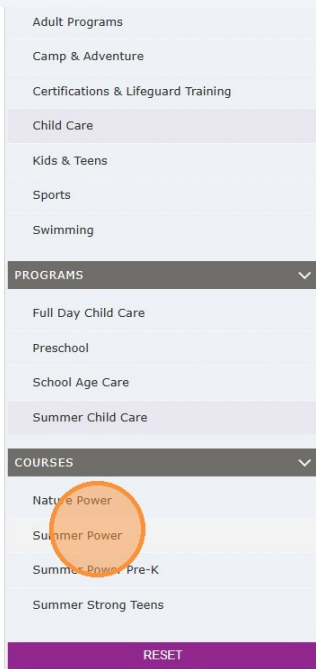 Adult Programs
Camp & Adventure
Certifications & Lifeguard Training
Child Care
Kids & Teens
Sports
Swimming
PROGRAMS
Full Day Child Care
Preschool
School Age Care
Summer Child Care
COURSES
Nature Power
Summer Power
Summer Power Pre-K
Summer Strong Teens
RESET